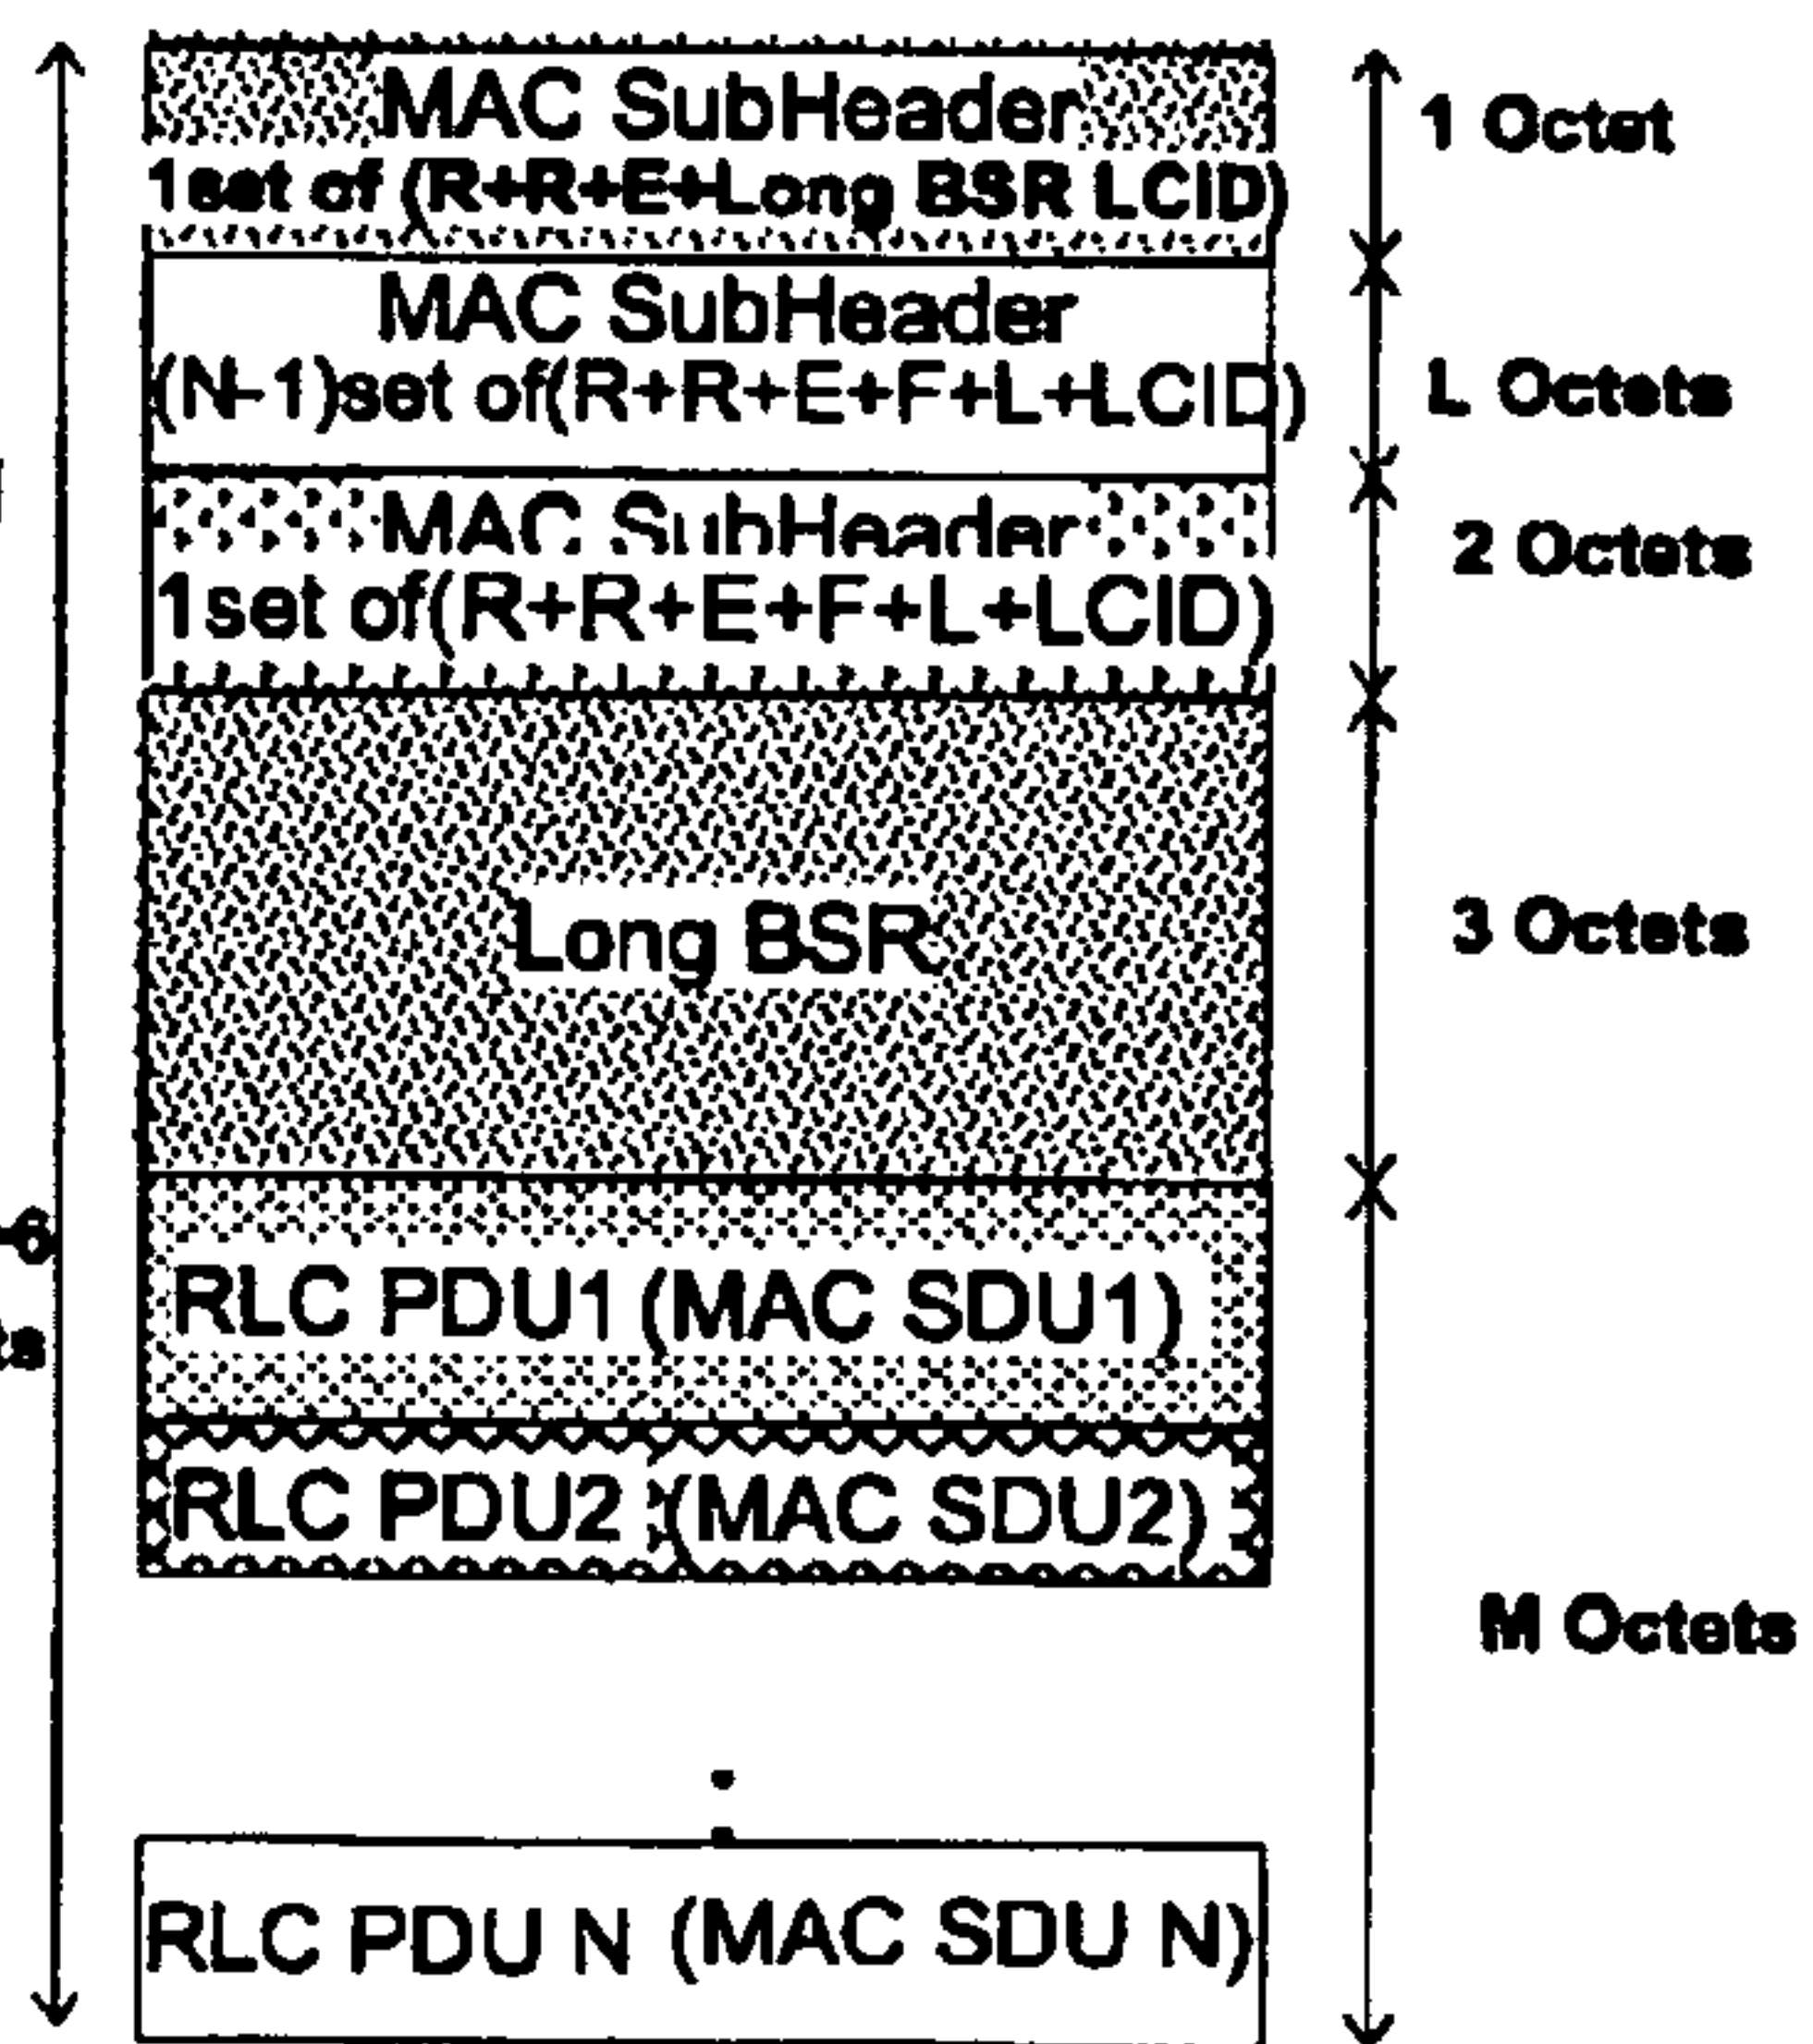 MAC SubHeader
1set of (R+R+E+Long BSR LCID)
1 Octet
MAC SubHeader
(N-1)set of(R+R+E+F+L+LCID)
L Octets
MAC SubHeader
1set of(R+R+E+F+L+LCID)
2 Octets
Long BSR
3 Octets
RLC PDU1 (MAC SDU1)
RLC PDU2 (MAC SDU2)
M Octets
RLC PDU N (MAC SDU N)